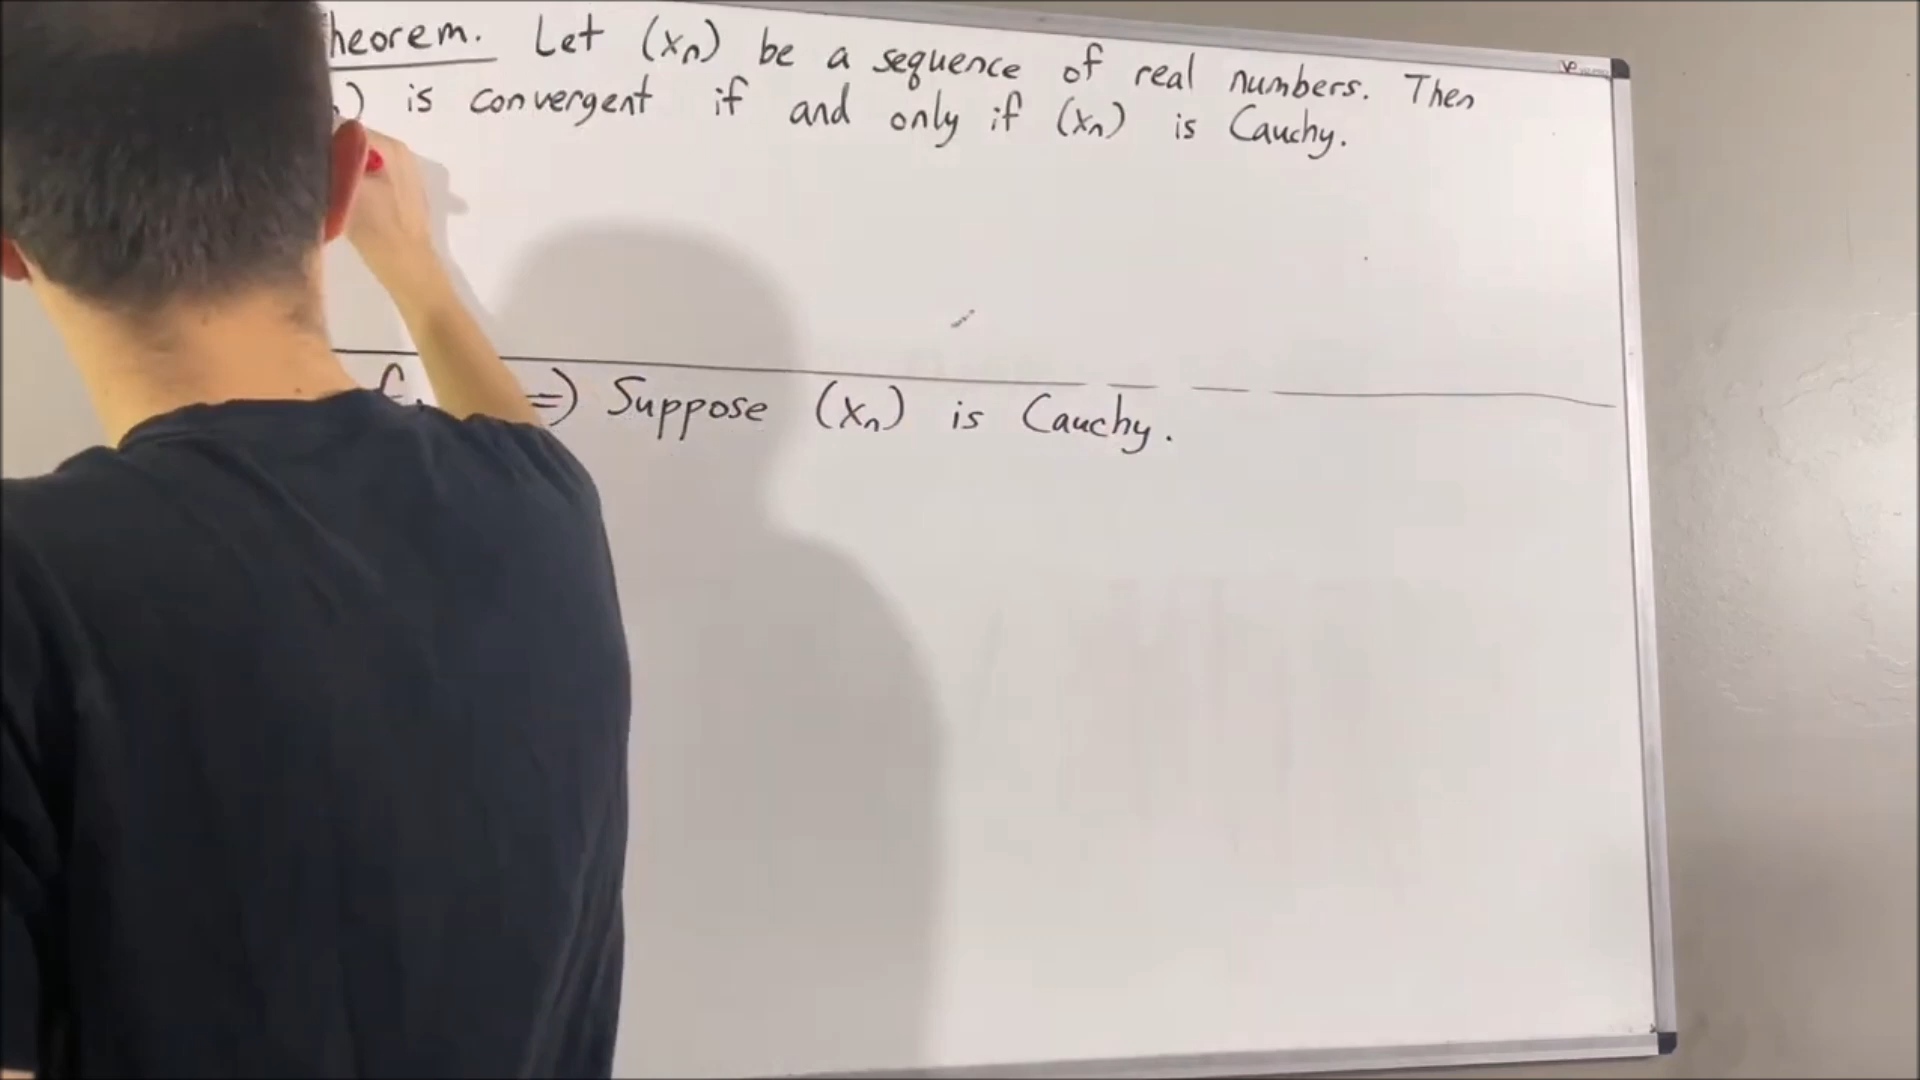 heorem. Let (xₙ) be a sequence of real numbers. Then
ₙ) is convergent if and only if (xₙ) is Cauchy.
=) Suppose (xₙ) is Cauchy.